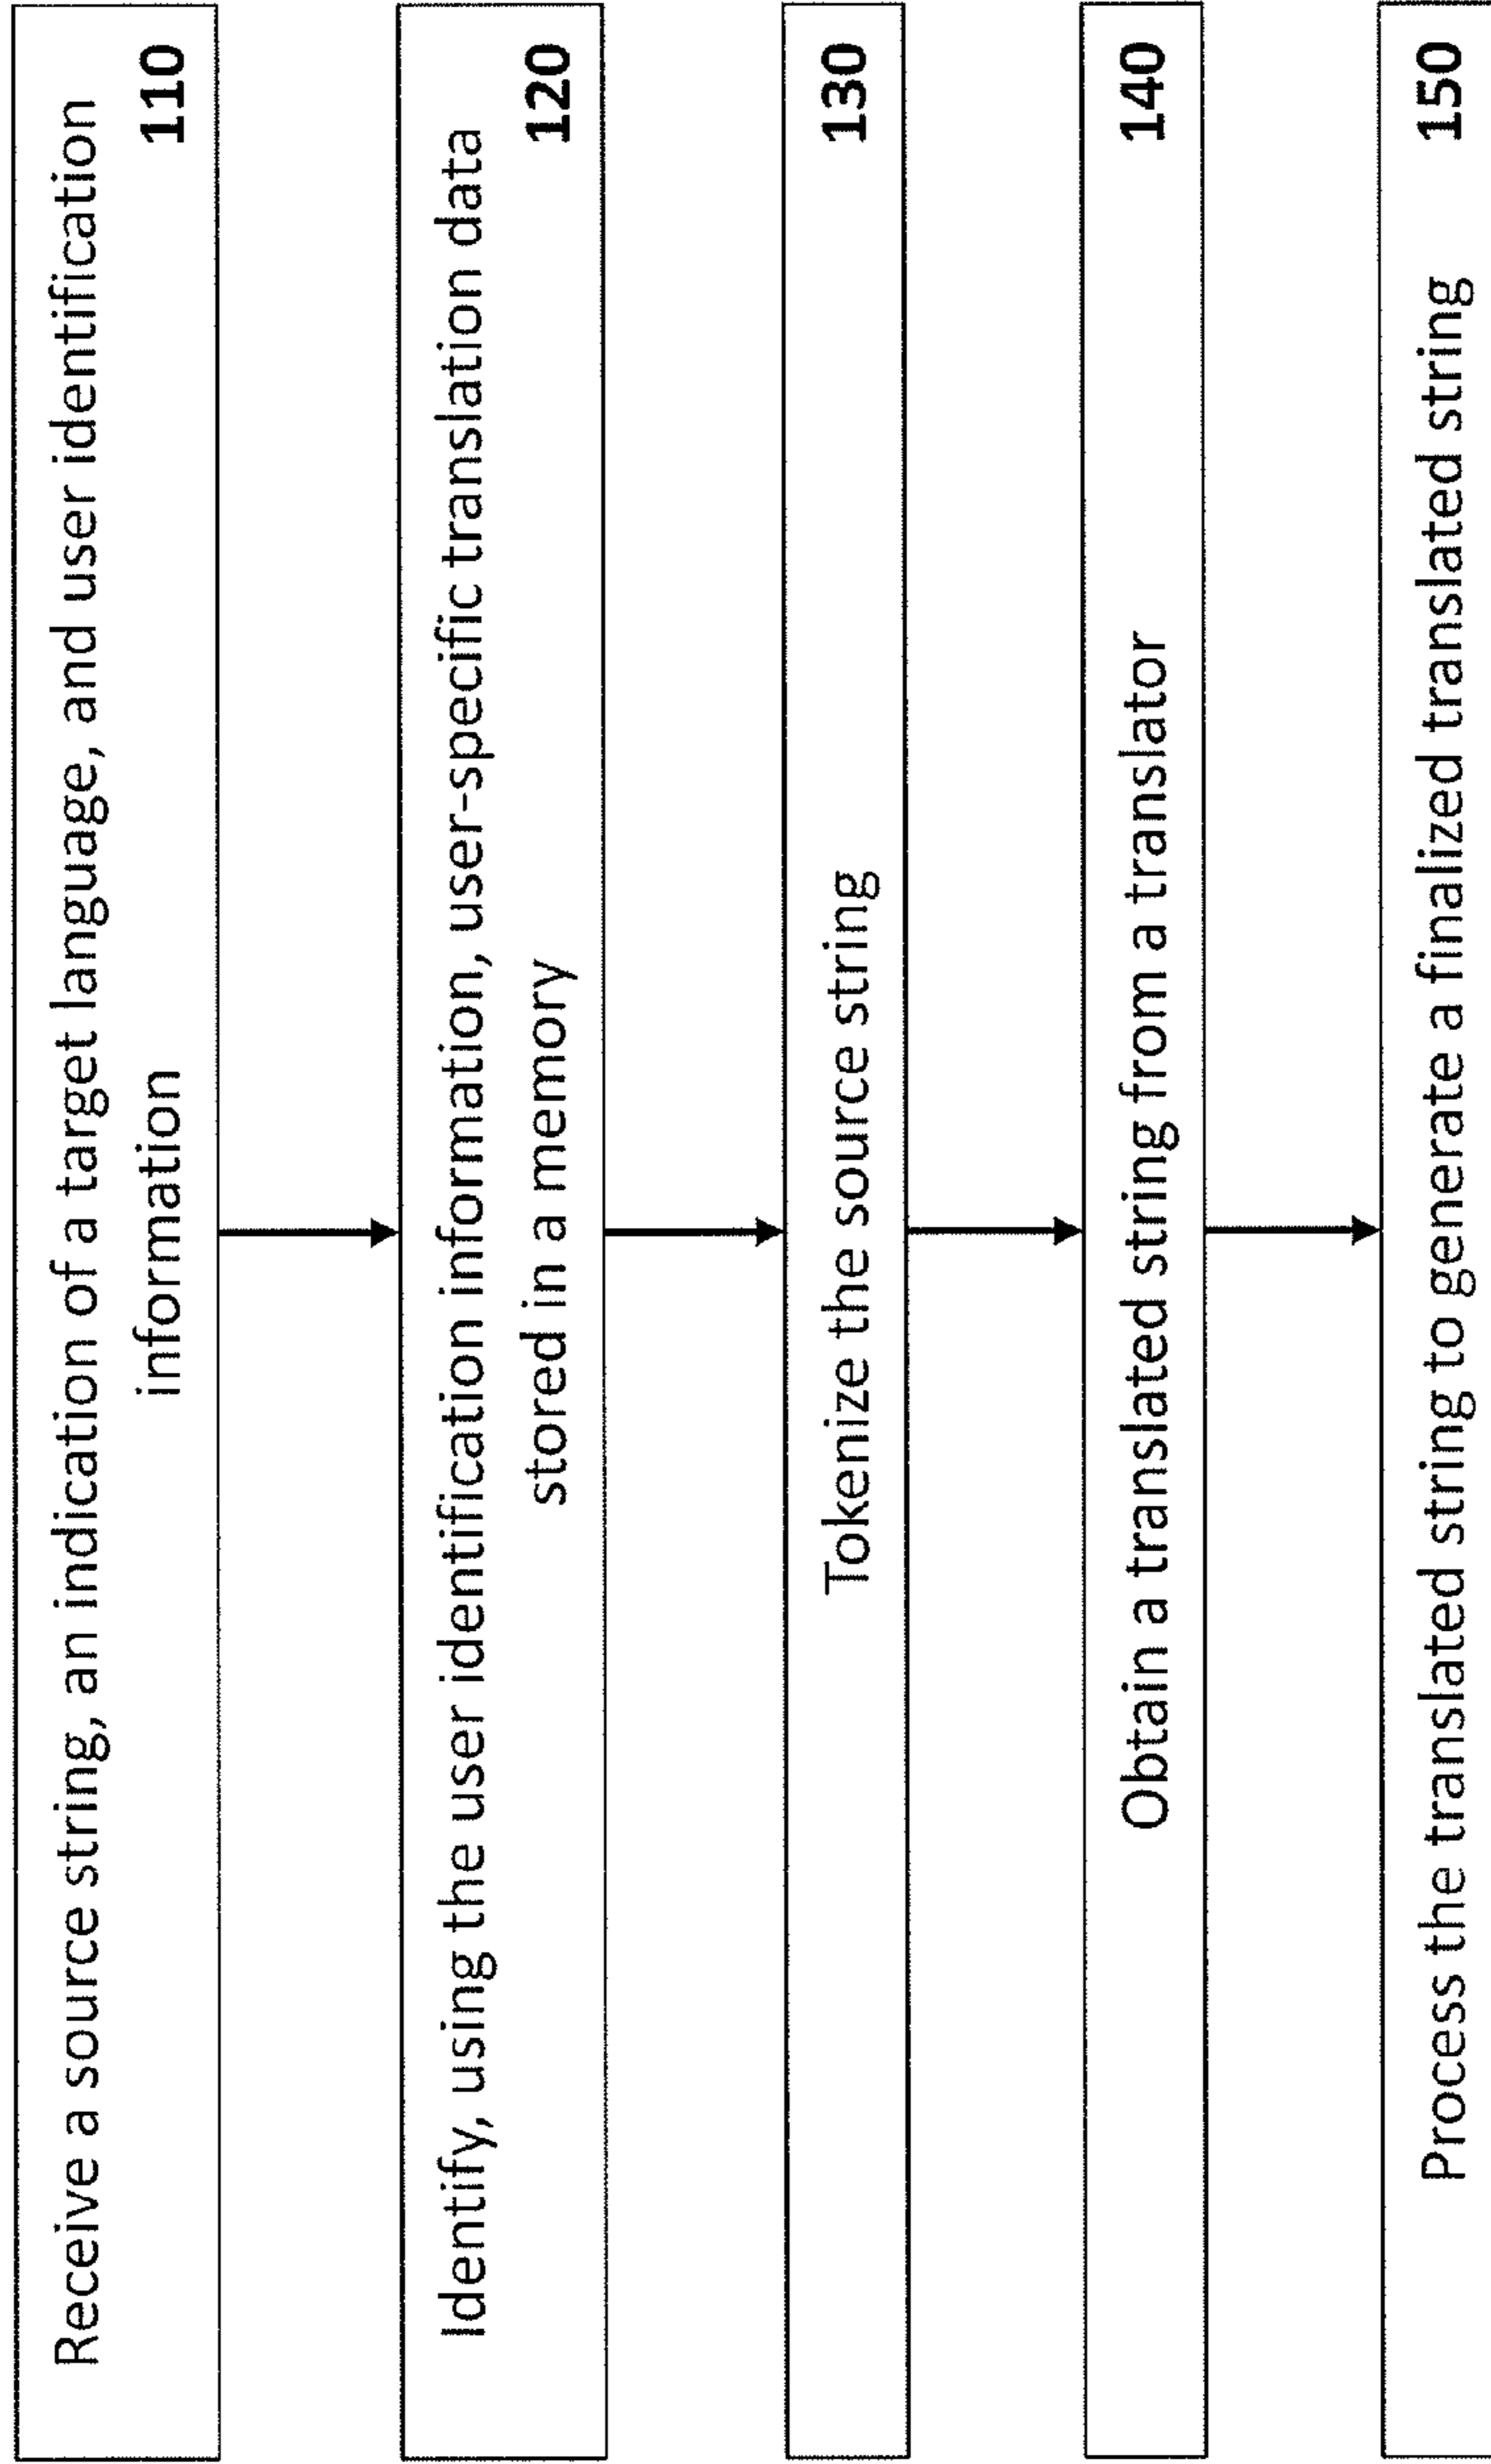 Receive a source string, an indication of a target language, and user identification
information
110
Identify, using the user identification information, user-specific translation data
stored in a memory
120
Tokenize the source string
130
Obtain a translated string from a translator
140
Process the translated string to generate a finalized translated string
150